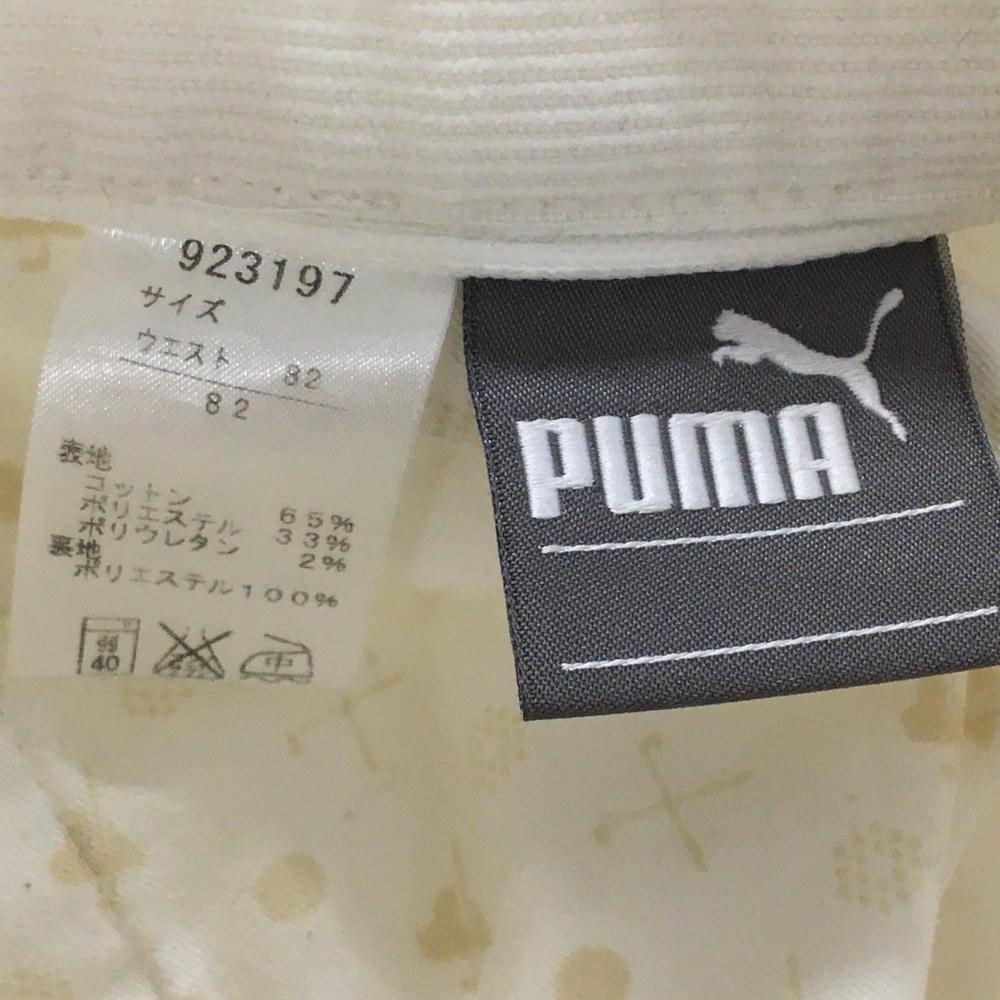 923197
サイズ
ウエスト 82
82
表地
コットン 65%
ポリエステル 33%
ポリウレタン 2%
裏地
ポリエステル100%
弱
40
中
PUMA